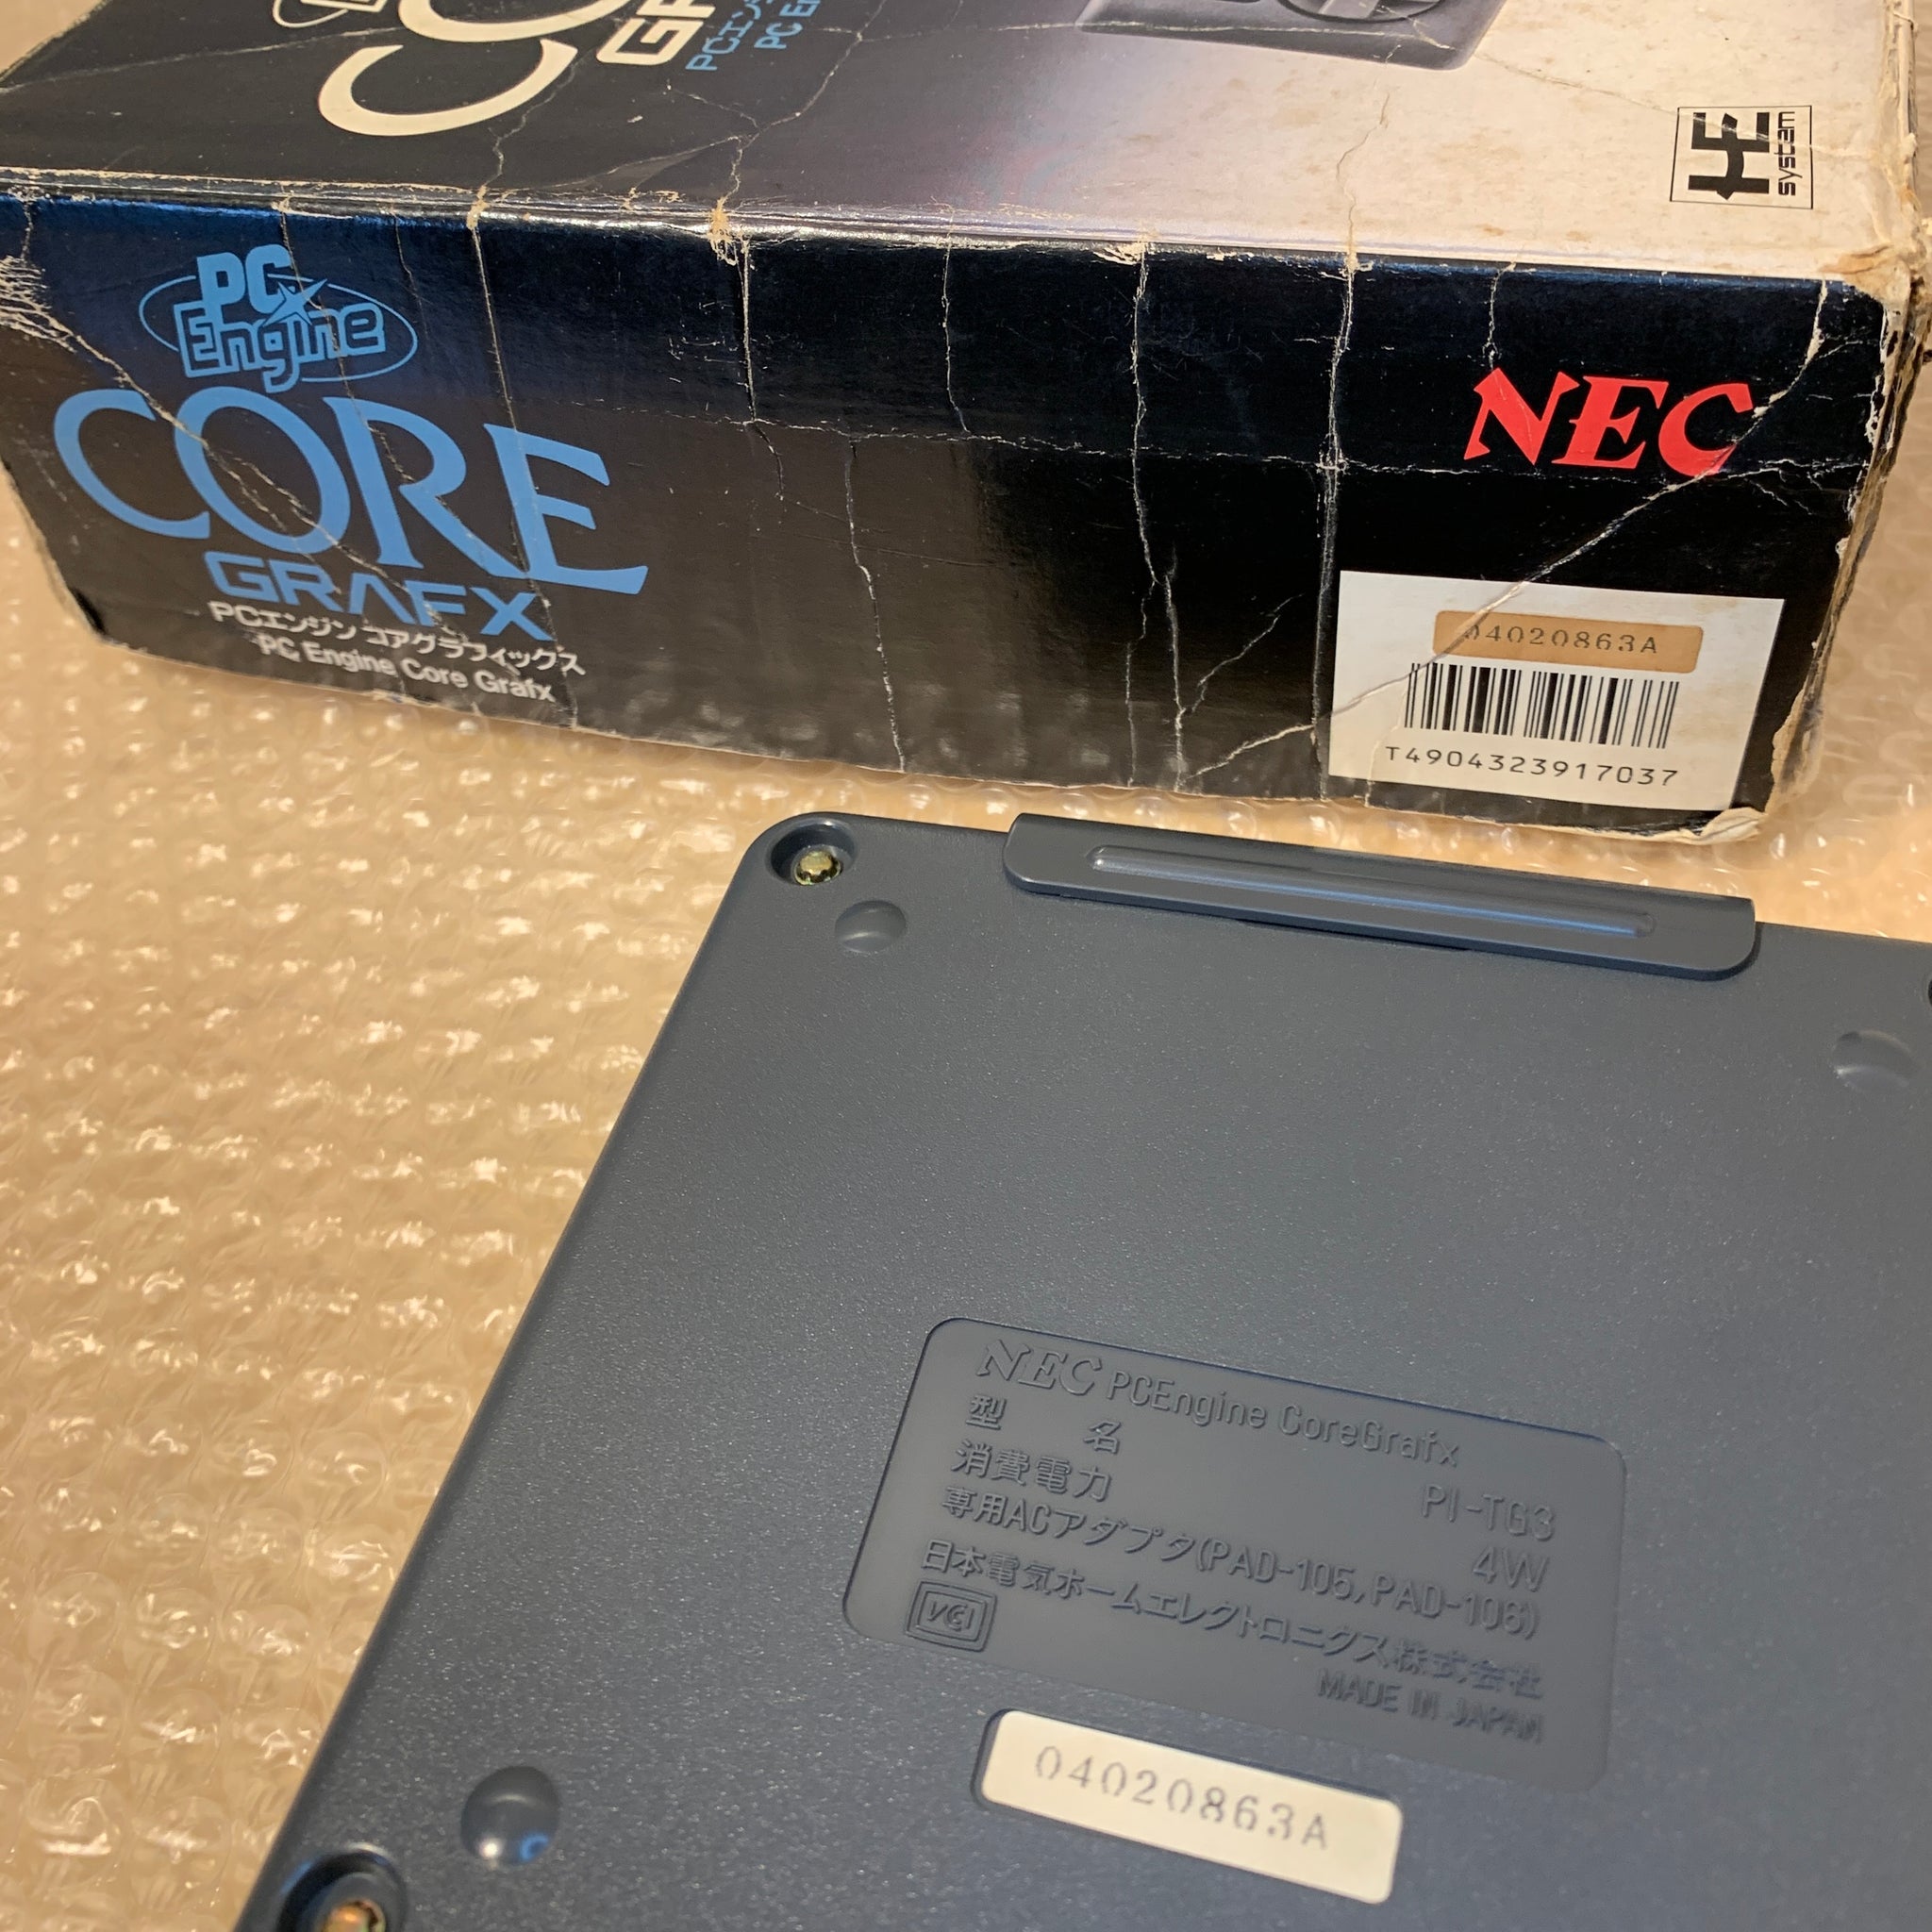 HE
system
PC
Engine
CORE
GRAFX
PCエンジン コアグラフィックス
PC Engine Core Grafx
NEC
04020863A
T4904323917037
NEC PCEngine CoreGrafx
型 名 PI-TG3
消費電力 4W
専用ACアダプタ(PAD-105,PAD-106)
日本電気ホームエレクトロニクス株式会社
VCI
MADE IN JAPAN
04020863A